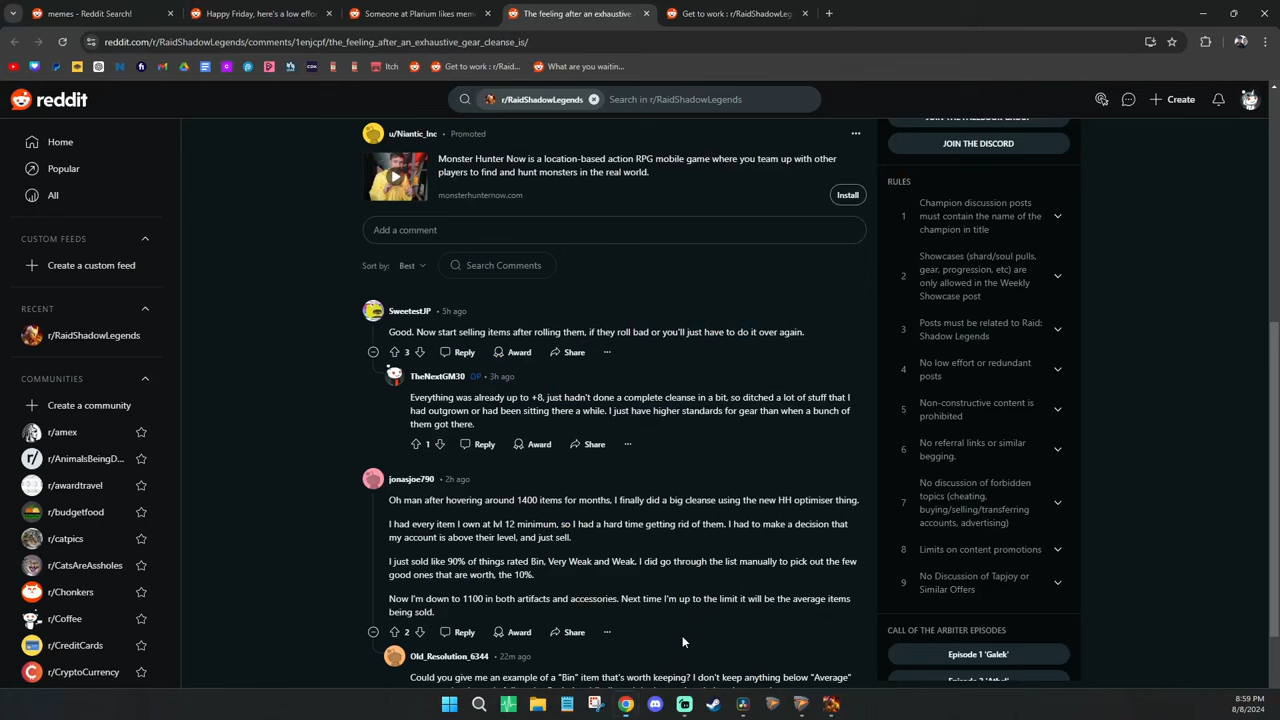 memes - Reddit Search!
Happy Friday, here's a low effor
Someone at Plarium likes mem
The feeling after an exhaustive
Get to work : r/RaidShadowLeg
reddit.com/r/RaidShadowLegends/comments/1enjcpf/the_feeling_after_an_exhaustive_gear_cleanse_is/
Itch
Get to work : r/Raid...
What are you waitin...
reddit
r/RaidShadowLegends
Search in r/RaidShadowLegends
Create
Home
Popular
All
CUSTOM FEEDS
Create a custom feed
RECENT
r/RaidShadowLegends
COMMUNITIES
Create a community
r/amex
r/AnimalsBeingD...
r/awardtravel
r/budgetfood
r/catpics
r/CatsAreAssholes
r/Chonkers
r/Coffee
r/CreditCards
r/CryptoCurrency
u/Niantic_Inc • Promoted
Monster Hunter Now is a location-based action RPG mobile game where you team up with other
players to find and hunt monsters in the real world.
monsterhunternow.com
Install
Add a comment
Sort by: Best
Search Comments
SweetestJP • 5h ago
Good. Now start selling items after rolling them, if they roll bad or you'll just have to do it over again.
3 Reply Award Share ...
TheNextGM30 OP • 3h ago
Everything was already up to +8, just hadn't done a complete cleanse in a bit, so ditched a lot of stuff that I
had outgrown or had been sitting there a while. I just have higher standards for gear than when a bunch of
them got there.
1 Reply Award Share ...
jonasjoe790 • 2h ago
Oh man after hovering around 1400 items for months, I finally did a big cleanse using the new HH optimiser thing.
I had every item I own at lvl 12 minimum, so I had a hard time getting rid of them. I had to make a decision that
my account is above their level, and just sell.
I just sold like 90% of things rated Bin, Very Weak and Weak. I did go through the list manually to pick out the few
good ones that are worth, the 10%.
Now I'm down to 1100 in both artifacts and accessories. Next time I'm up to the limit it will be the average items
being sold.
2 Reply Award Share ...
Old_Resolution_6344 • 22m ago
Could you give me an example of a "Bin" item that's worth keeping? I don't keep anything below "Average"
JOIN THE FACEBOOK GROUP
JOIN THE DISCORD
RULES
1 Champion discussion posts
must contain the name of the
champion in title
2 Showcases (shard/soul pulls,
gear, progression, etc) are
only allowed in the Weekly
Showcase post
3 Posts must be related to Raid:
Shadow Legends
4 No low effort or redundant
posts
5 Non-constructive content is
prohibited
6 No referral links or similar
begging.
7 No discussion of forbidden
topics (cheating,
buying/selling/transferring
accounts, advertising)
8 Limits on content promotions
9 No Discussion of Tapjoy or
Similar Offers
CALL OF THE ARBITER EPISODES
Episode 1 'Galek'
8:59 PM
8/8/2024